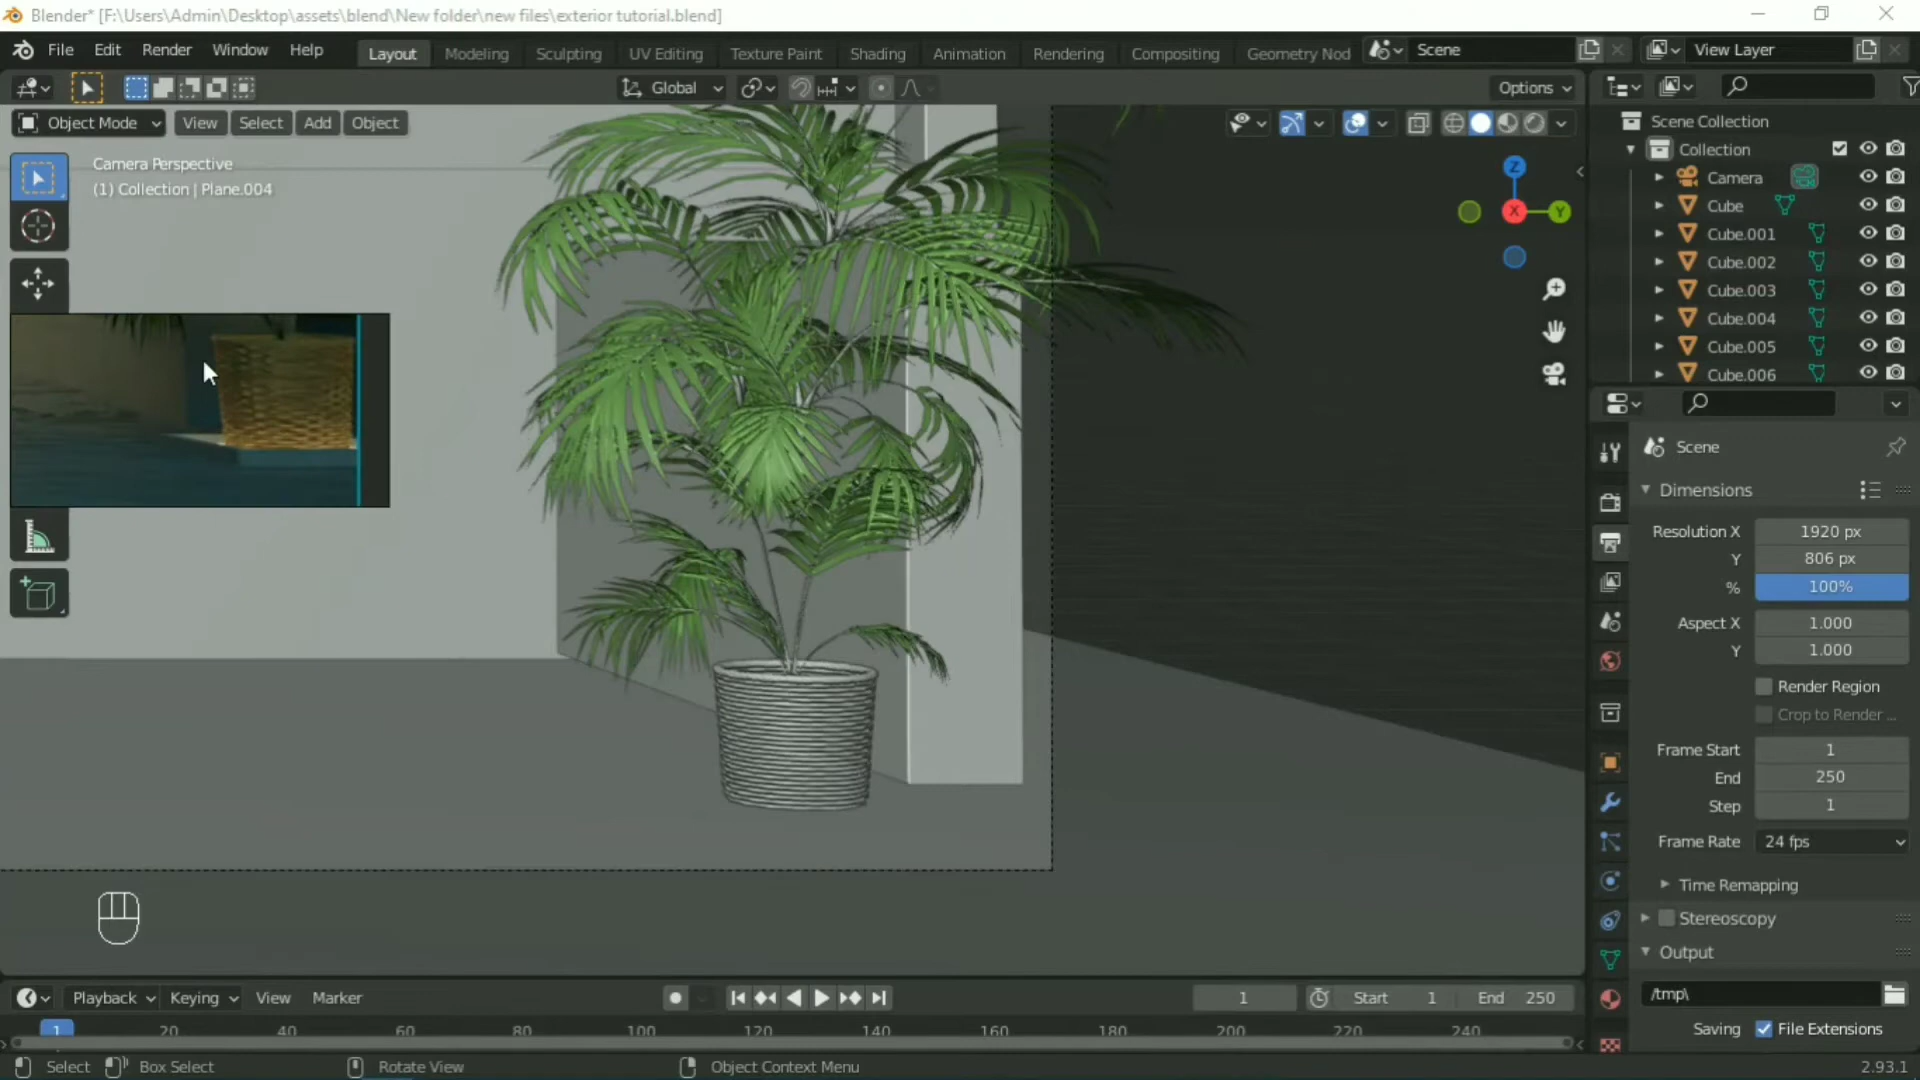 Blender* [F:\Users\Admin\Desktop\assets\blend\New folder\new files\exterior tutorial.blend]
File Edit Render Window Help
Layout Modeling Sculpting UV Editing Texture Paint Shading Animation Rendering Compositing Geometry Nod
Scene
View Layer
Global
Options
Object Mode View Select Add Object
Camera Perspective
(1) Collection | Plane.004
Z
X
Y
Scene Collection
Collection
Camera
Cube
Cube.001
Cube.002
Cube.003
Cube.004
Cube.005
Cube.006
Scene
Dimensions
Resolution X 1920 px
Y 806 px
% 100%
Aspect X 1.000
Y 1.000
Render Region
Crop to Render ...
Frame Start 1
End 250
Step 1
Frame Rate 24 fps
Time Remapping
Stereoscopy
Output
/tmp\
Saving File Extensions
Playback Keying View Marker
1 Start 1 End 250
1 20 40 60 80 100 120 140 160 180 200 220 240
Select Box Select Rotate View Object Context Menu 2.93.1